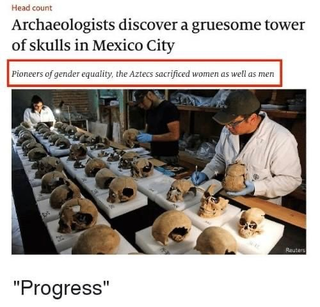 Head count
Archaeologists discover a gruesome tower
of skulls in Mexico City
Pioneers of gender equality, the Aztecs sacrificed women as well as men
Reuters
"Progress"